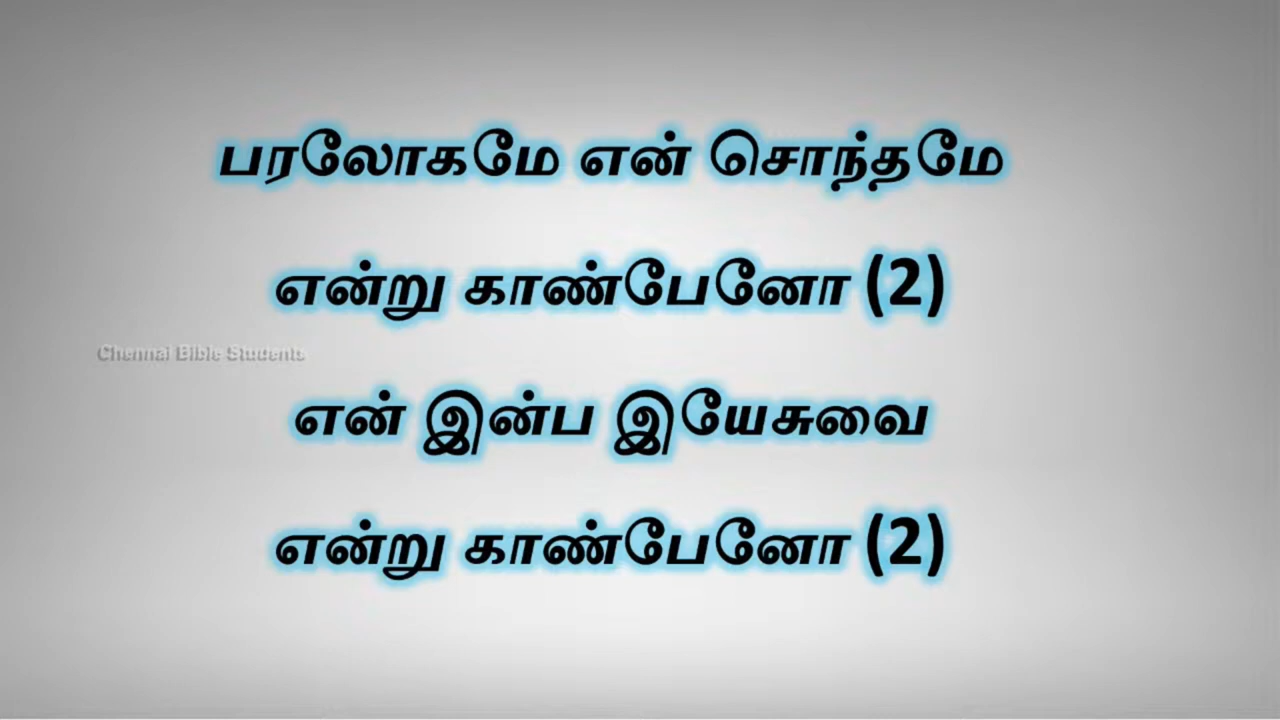 பரலோகமே என் சொந்தமே
என்று காண்பேனோ (2)
Chennai Bible Students
என் இன்ப இயேசுவை
என்று காண்பேனோ (2)